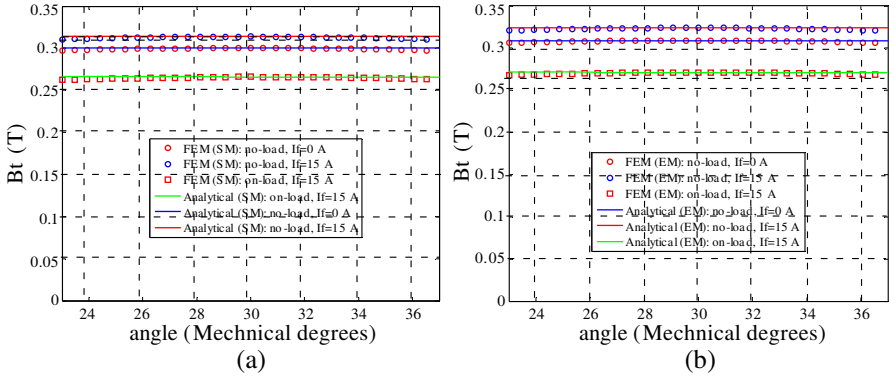 0.35
0.3
0.25
0.2
0.15
0.1
0.05
0
Bt (T)
FEM (SM): no-load, If=0 A
FEM (SM): no-load, If=15 A
FEM (SM): on-load, If=15 A
Analytical (SM): on-load, If=15 A
Analytical (SM): no-load, If=0 A
Analytical (SM): no-load, If=15 A
24 26 28 30 32 34 36
angle (Mechnical degrees)
(a)
0.35
0.3
0.25
0.2
0.15
0.1
0.05
0
Bt (T)
FEM (EM): no-load, If=0 A
FEM (EM): no-load, If=15 A
FEM (EM): on-load, If=15 A
Analytical (EM): no-load, If=0 A
Analytical (EM): no-load, If=15 A
Analytical (EM): on-load, If=15 A
24 26 28 30 32 34 36
angle (Mechnical degrees)
(b)